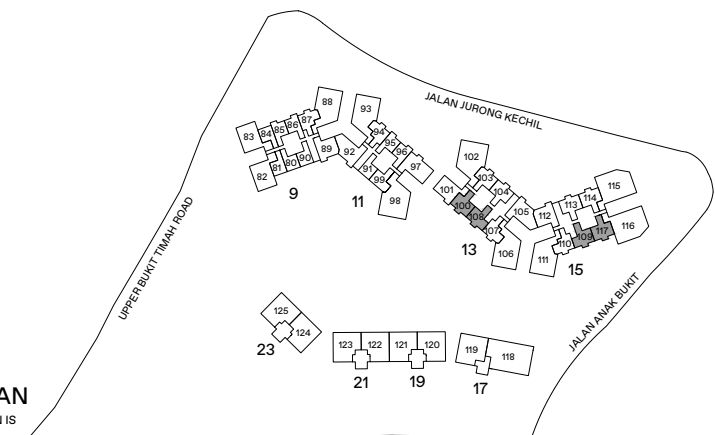 JALAN JURONG KECHIL
UPPER BUKIT TIMAH ROAD
JALAN ANAK BUKIT
83 84 85 86 87 88
82 81 80 90 89
9
93 94 95 96 97
92 91 99 98
11
102 103 104 105
101 100 108 107 106
13
112 113 114 115
111 110 109 117 116
15
125 124
23
123 122 121 120
21 19
119 118
17
AN
N IS